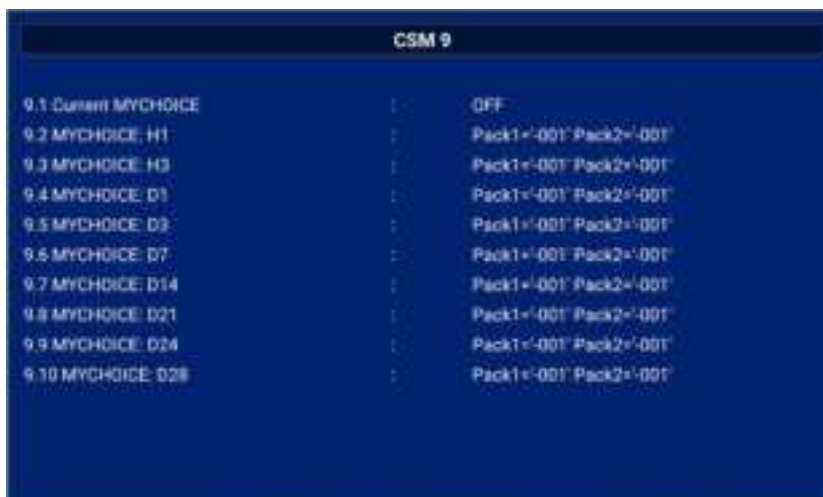 CSM 9
9.1 Current MYCHOICE : OFF
9.2 MYCHOICE: H1 : Pack1='-001' Pack2='-001'
9.3 MYCHOICE: H3 : Pack1='-001' Pack2='-001'
9.4 MYCHOICE: D1 : Pack1='-001' Pack2='-001'
9.5 MYCHOICE: D3 : Pack1='-001' Pack2='-001'
9.6 MYCHOICE: D7 : Pack1='-001' Pack2='-001'
9.7 MYCHOICE: D14 : Pack1='-001' Pack2='-001'
9.8 MYCHOICE: D21 : Pack1='-001' Pack2='-001'
9.9 MYCHOICE: D24 : Pack1='-001' Pack2='-001'
9.10 MYCHOICE: D28 : Pack1='-001' Pack2='-001'